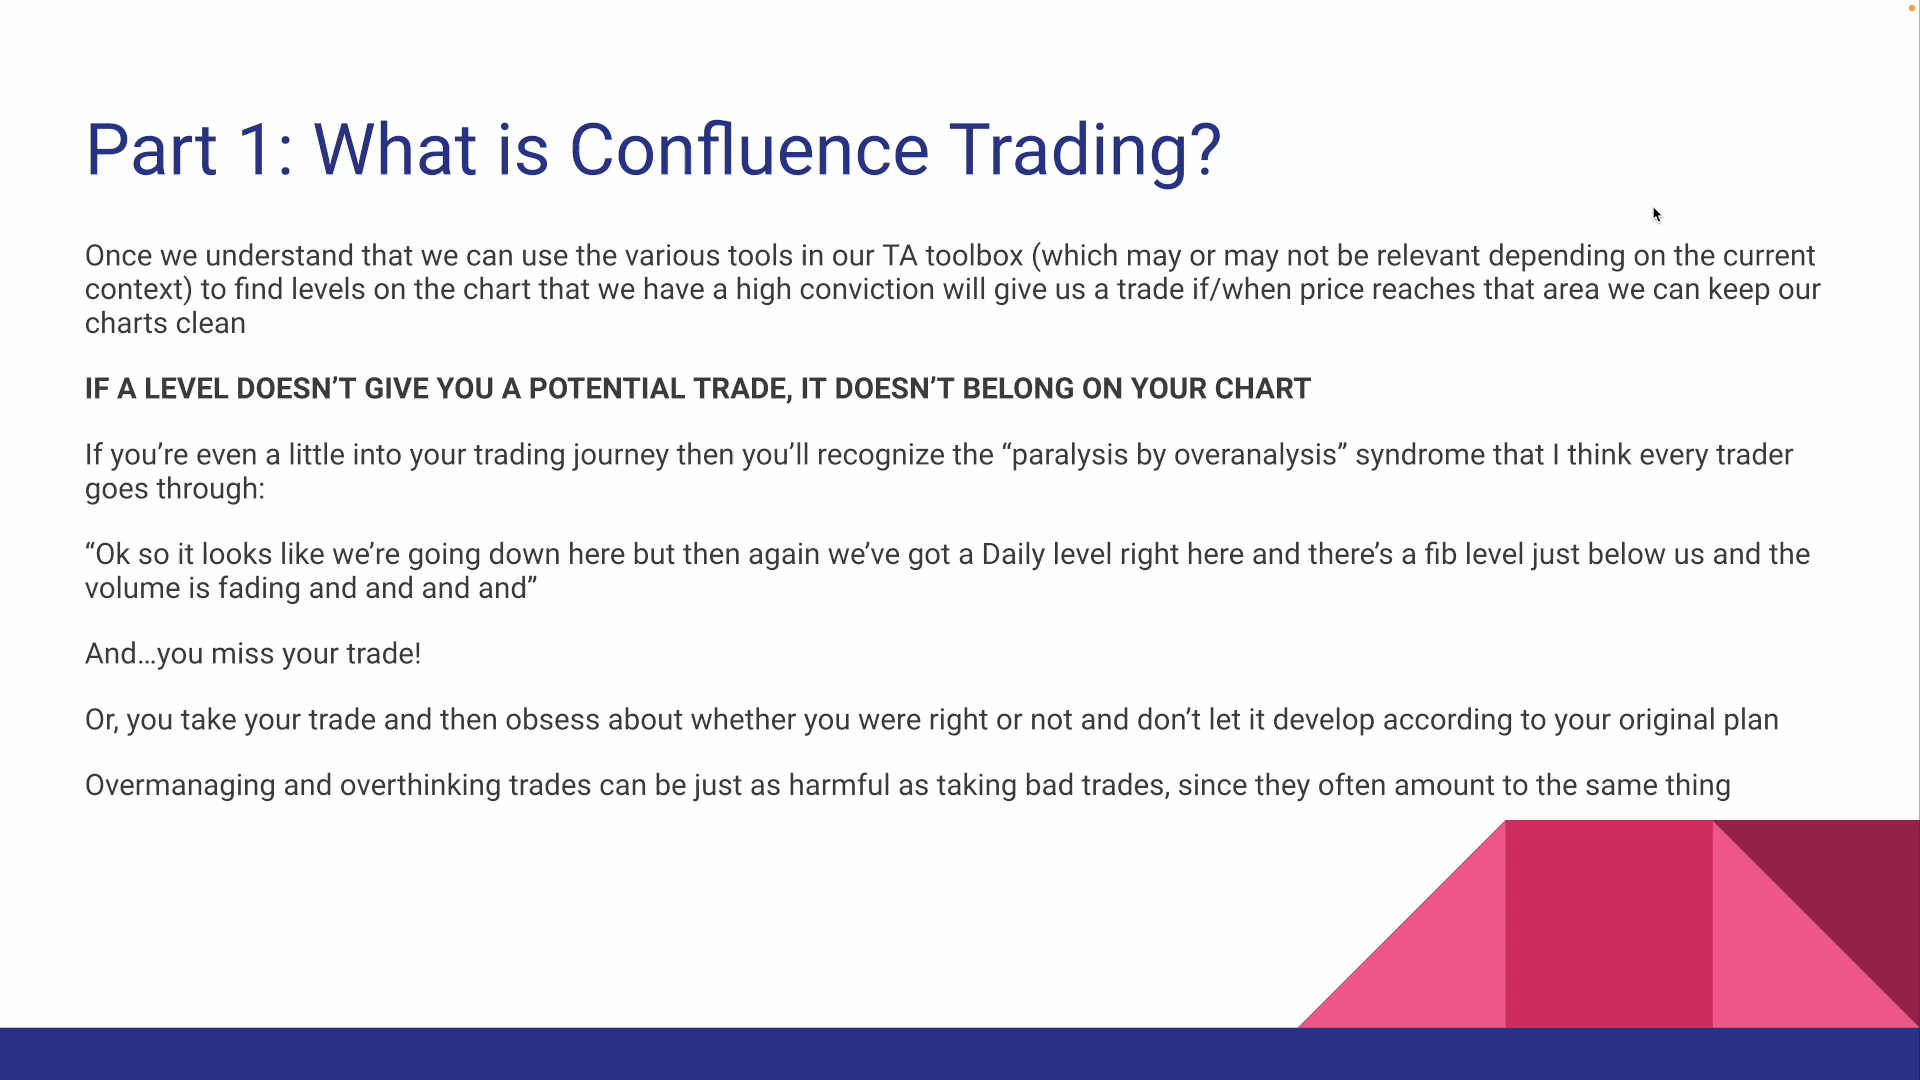 Part 1: What is Confluence Trading?
Once we understand that we can use the various tools in our TA toolbox (which may or may not be relevant depending on the current
context) to find levels on the chart that we have a high conviction will give us a trade if/when price reaches that area we can keep our
charts clean
IF A LEVEL DOESN’T GIVE YOU A POTENTIAL TRADE, IT DOESN’T BELONG ON YOUR CHART
If you’re even a little into your trading journey then you’ll recognize the “paralysis by overanalysis” syndrome that I think every trader
goes through:
“Ok so it looks like we’re going down here but then again we’ve got a Daily level right here and there’s a fib level just below us and the
volume is fading and and and and”
And…you miss your trade!
Or, you take your trade and then obsess about whether you were right or not and don’t let it develop according to your original plan
Overmanaging and overthinking trades can be just as harmful as taking bad trades, since they often amount to the same thing